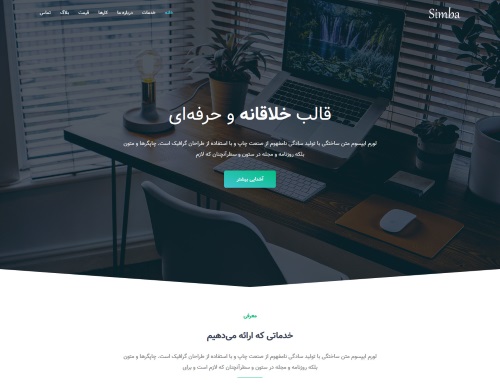 Simba
خانه خدمات درباره ما کارها قیمت بلاگ تماس
قالب خلاقانه و حرفه‌ای
لورم ایپسوم متن ساختگی با تولید سادگی نامفهوم از صنعت چاپ و با استفاده از طراحان گرافیک است. چاپگرها و متون
بلکه روزنامه و مجله در ستون و سطرآنچنان که لازم
آشنایی بیشتر
معرفی
خدماتی که ارائه می‌دهیم
لورم ایپسوم متن ساختگی با تولید سادگی نامفهوم از صنعت چاپ و با استفاده از طراحان گرافیک است. چاپگرها و متون
بلکه روزنامه و مجله در ستون و سطرآنچنان که لازم است و برای